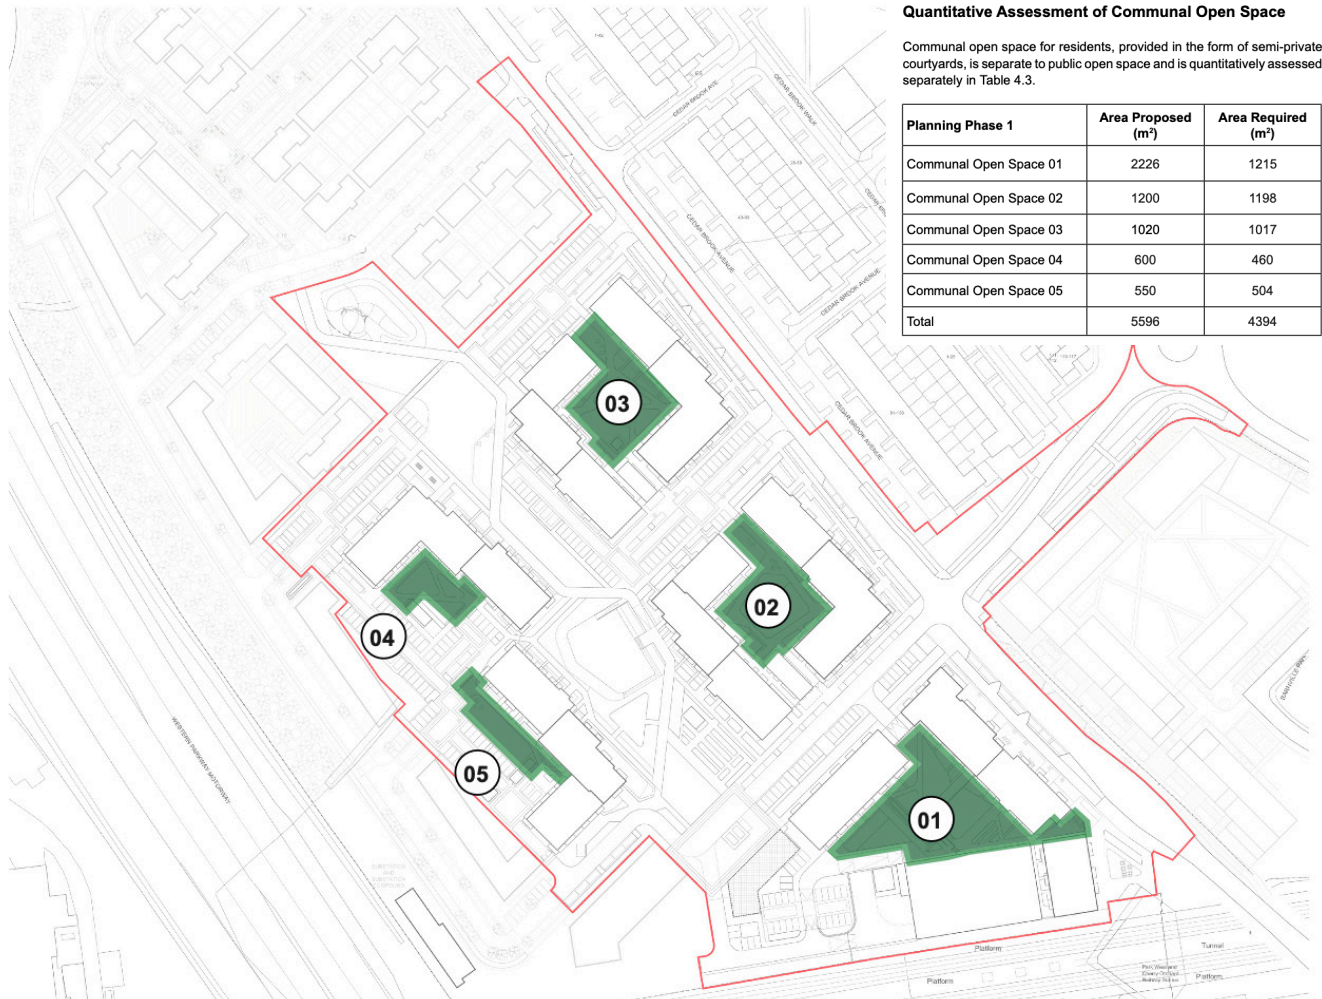 Quantitative Assessment of Communal Open Space
Communal open space for residents, provided in the form of semi-private
courtyards, is separate to public open space and is quantitatively assessed
separately in Table 4.3.
Planning Phase 1 Area Proposed (m²) Area Required (m²)
Communal Open Space 01 2226 1215
Communal Open Space 02 1200 1198
Communal Open Space 03 1020 1017
Communal Open Space 04 600 460
Communal Open Space 05 550 504
Total 5596 4394
CEDAR BROOK AVE
CEDAR BROOK WALK
CEDAR BROOK AVENUE
CEDAR BROOK AVENUE
CEDAR BROOK AVENUE
03
02
04
05
01
WESTERN PARKWAY MOTORWAY
Platform
Platform
Tunnel
Platform